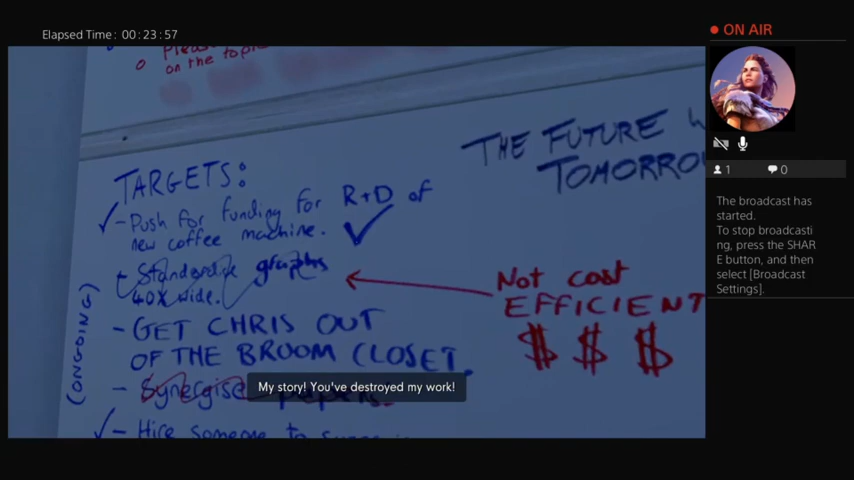 Elapsed Time : 00:23:57
ON AIR
o Please
on the topic
THE FUTURE
TOMORROW
TARGETS:
- Push for funding for R+D of
new coffee machine.
- Standardise graphs
40x wide.
Not cost
EFFICIENT
$ $ $
(ONGOING)
- GET CHRIS OUT
OF THE BROOM CLOSET.
- Synergise
My story! You've destroyed my work!
- Hire someone to
1
0
The broadcast has
started.
To stop broadcasti
ng, press the SHAR
E button, and then
select [Broadcast
Settings].